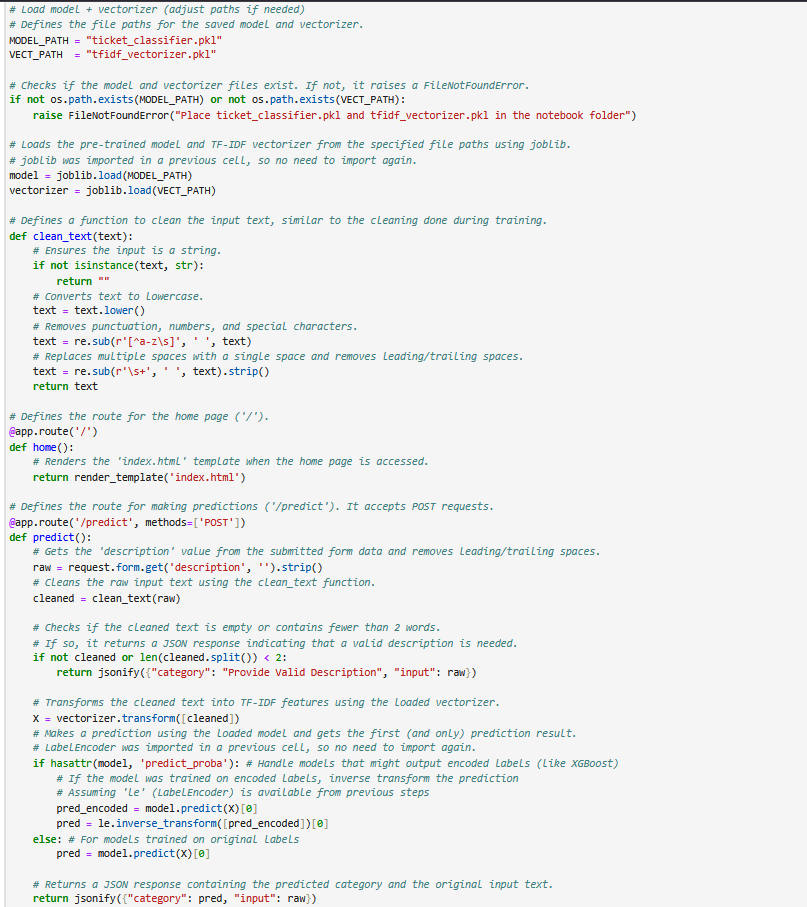 # Load model + vectorizer (adjust paths if needed)
# Defines the file paths for the saved model and vectorizer.
MODEL_PATH = "ticket_classifier.pkl"
VECT_PATH  = "tfidf_vectorizer.pkl"

# Checks if the model and vectorizer files exist. If not, it raises a FileNotFoundError.
if not os.path.exists(MODEL_PATH) or not os.path.exists(VECT_PATH):
    raise FileNotFoundError("Place ticket_classifier.pkl and tfidf_vectorizer.pkl in the notebook folder")

# Loads the pre-trained model and TF-IDF vectorizer from the specified file paths using joblib.
# joblib was imported in a previous cell, so no need to import again.
model = joblib.load(MODEL_PATH)
vectorizer = joblib.load(VECT_PATH)

# Defines a function to clean the input text, similar to the cleaning done during training.
def clean_text(text):
    # Ensures the input is a string.
    if not isinstance(text, str):
        return ""
    # Converts text to lowercase.
    text = text.lower()
    # Removes punctuation, numbers, and special characters.
    text = re.sub(r'[^a-z\s]', ' ', text)
    # Replaces multiple spaces with a single space and removes leading/trailing spaces.
    text = re.sub(r'\s+', ' ', text).strip()
    return text

# Defines the route for the home page ('/').
@app.route('/')
def home():
    # Renders the 'index.html' template when the home page is accessed.
    return render_template('index.html')

# Defines the route for making predictions ('/predict'). It accepts POST requests.
@app.route('/predict', methods=['POST'])
def predict():
    # Gets the 'description' value from the submitted form data and removes leading/trailing spaces.
    raw = request.form.get('description', '').strip()
    # Cleans the raw input text using the clean_text function.
    cleaned = clean_text(raw)

    # Checks if the cleaned text is empty or contains fewer than 2 words.
    # If so, it returns a JSON response indicating that a valid description is needed.
    if not cleaned or len(cleaned.split()) < 2:
        return jsonify({"category": "Provide Valid Description", "input": raw})

    # Transforms the cleaned text into TF-IDF features using the loaded vectorizer.
    X = vectorizer.transform([cleaned])
    # Makes a prediction using the loaded model and gets the first (and only) prediction result.
    # LabelEncoder was imported in a previous cell, so no need to import again.
    if hasattr(model, 'predict_proba'): # Handle models that might output encoded labels (like XGBoost)
        # If the model was trained on encoded labels, inverse transform the prediction
        # Assuming 'le' (LabelEncoder) is available from previous steps
        pred_encoded = model.predict(X)[0]
        pred = le.inverse_transform([pred_encoded])[0]
    else: # For models trained on original labels
        pred = model.predict(X)[0]

    # Returns a JSON response containing the predicted category and the original input text.
    return jsonify({"category": pred, "input": raw})